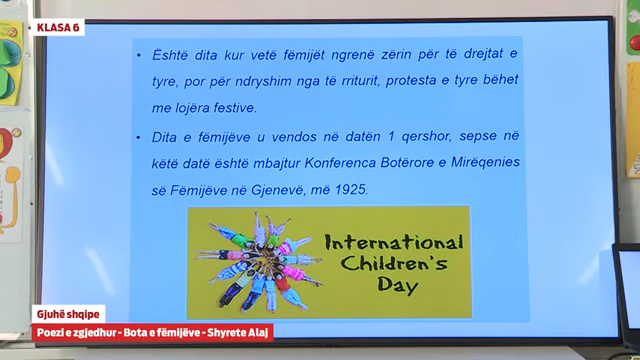 KLASA 6
• Është dita kur vetë fëmijët ngrenë zërin për të drejtat e
tyre, por për ndryshim nga të rriturit, protesta e tyre bëhet
me lojëra festive.
• Dita e fëmijëve u vendos në datën 1 qershor, sepse në
këtë datë është mbajtur Konferenca Botërore e Mirëqenies
së Fëmijëve në Gjenevë, më 1925.
International
Children's
Day
Gjuhë shqipe
Poezi e zgjedhur - Bota e fëmijëve - Shyrete Alaj